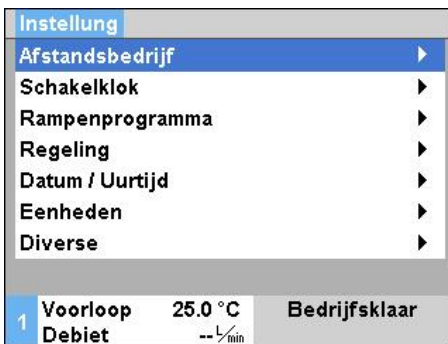 Instellung
Afstandsbedrijf
Schakelklok
Rampenprogramma
Regeling
Datum / Uurtijd
Eenheden
Diverse
1 Voorloop 25.0 °C Bedrijfsklaar
Debiet -- L/min